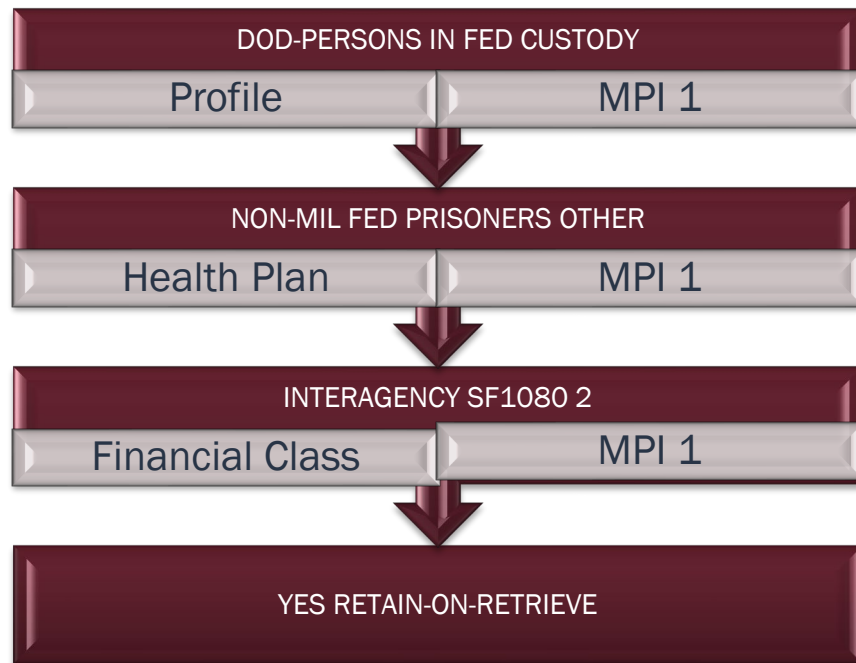 DOD-PERSONS IN FED CUSTODY
Profile MPI 1
NON-MIL FED PRISONERS OTHER
Health Plan MPI 1
INTERAGENCY SF1080 2
Financial Class MPI 1
YES RETAIN-ON-RETRIEVE